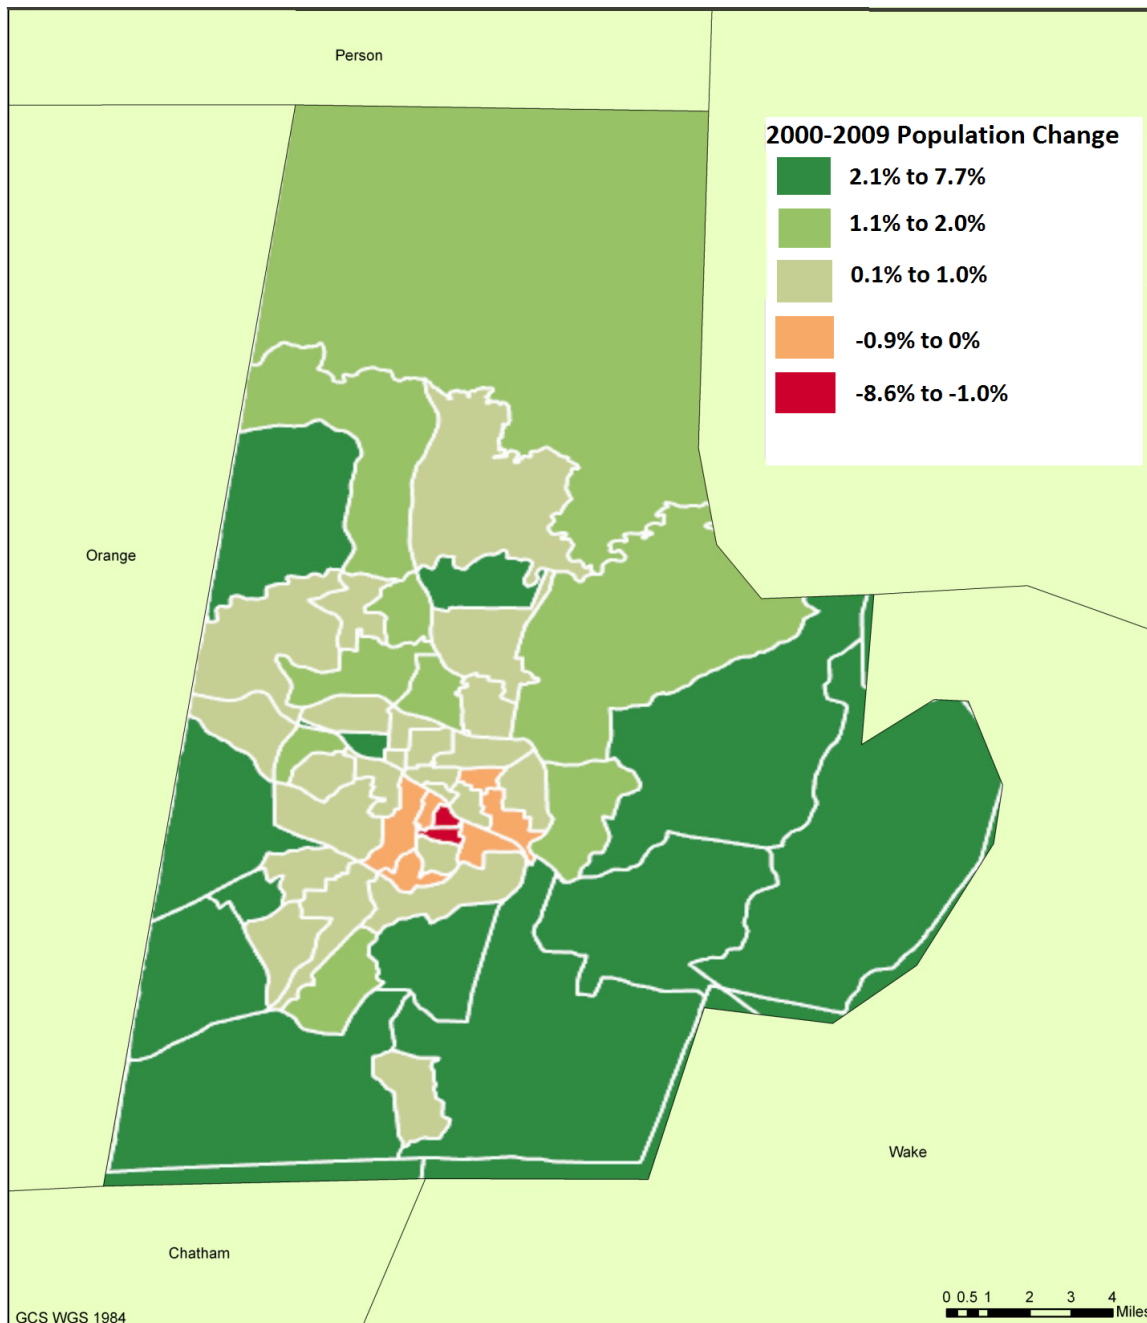 Person
2000-2009 Population Change
2.1% to 7.7%
1.1% to 2.0%
0.1% to 1.0%
-0.9% to 0%
-8.6% to -1.0%
Orange
Wake
Chatham
GCS WGS 1984
0 0.5 1 2 3 4
Miles